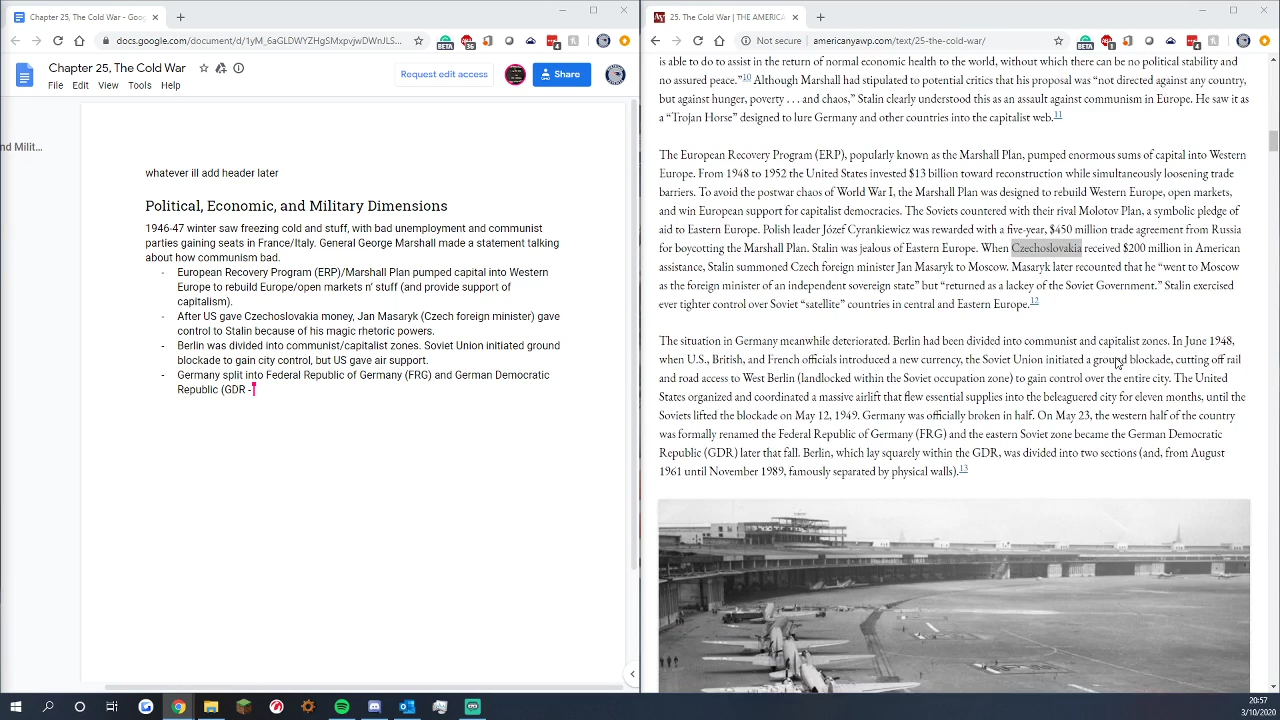 Chapter 25, The Cold War - Goo
25. The Cold War | THE AMERICA
docs.google.com/document/d/1yM_6aGLDWYZHgSMxpvjwDWnJLS...
Not secure | americanyawp.com/text/25-the-cold-war/
Chapter 25, The Cold War
Request edit access
Share
File Edit View Tools Help
nd Milit...
whatever ill add header later
Political, Economic, and Military Dimensions
1946-47 winter saw freezing cold and stuff, with bad unemployment and communist
parties gaining seats in France/Italy. General George Marshall made a statement talking
about how communism bad.
- European Recovery Program (ERP)/Marshall Plan pumped capital into Western
Europe to rebuild Europe/open markets n' stuff (and provide support of
capitalism).
- After US gave Czechoslovakia money, Jan Masaryk (Czech foreign minister) gave
control to Stalin because of his magic rhetoric powers.
- Berlin was divided into communist/capitalist zones. Soviet Union initiated ground
blockade to gain city control, but US gave air support.
- Germany split into Federal Republic of Germany (FRG) and German Democratic
Republic (GDR -
is able to do to assist in the return of normal economic health in the world, without which there can be no political stability and
no assured peace.”10 Although Marshall had stipulated to potential critics that his proposal was “not directed against any country,
but against hunger, poverty . . . and chaos,” Stalin clearly understood this as an assault against communism in Europe. He saw it as
a “Trojan Horse” designed to lure Germany and other countries into the capitalist web.11
The European Recovery Program (ERP), popularly known as the Marshall Plan, pumped enormous sums of capital into Western
Europe. From 1948 to 1952 the United States invested $13 billion toward reconstruction while simultaneously loosening trade
barriers. To avoid the postwar chaos of World War I, the Marshall Plan was designed to rebuild Western Europe, open markets,
and win European support for capitalist democracies. The Soviets countered with their rival Molotov Plan, a symbolic pledge of
aid to Eastern Europe. Polish leader Józef Cyrankiewicz was rewarded with a five-year, $450 million trade agreement from Russia
for boycotting the Marshall Plan. Stalin was jealous of Eastern Europe. When Czechoslovakia received $200 million in American
assistance, Stalin summoned Czech foreign minister Jan Masaryk to Moscow. Masaryk later recounted that he “went to Moscow
as the foreign minister of an independent sovereign state” but “returned as a lackey of the Soviet Government.” Stalin exercised
ever tighter control over Soviet “satellite” countries in central and Eastern Europe.12
The situation in Germany meanwhile deteriorated. Berlin had been divided into communist and capitalist zones. In June 1948,
when U.S., British, and French officials introduced a new currency, the Soviet Union initiated a ground blockade, cutting off rail
and road access to West Berlin (landlocked within the Soviet occupation zone) to gain control over the entire city. The United
States organized and coordinated a massive airlift that flew essential supplies into the beleaguered city for eleven months, until the
Soviets lifted the blockade on May 12, 1949. Germany was officially broken in half. On May 23, the western half of the country
was formally renamed the Federal Republic of Germany (FRG) and the eastern Soviet zone became the German Democratic
Republic (GDR) later that fall. Berlin, which lay squarely within the GDR, was divided into two sections (and, from August
1961 until November 1989, famously separated by physical walls).13
20:57
3/10/2020